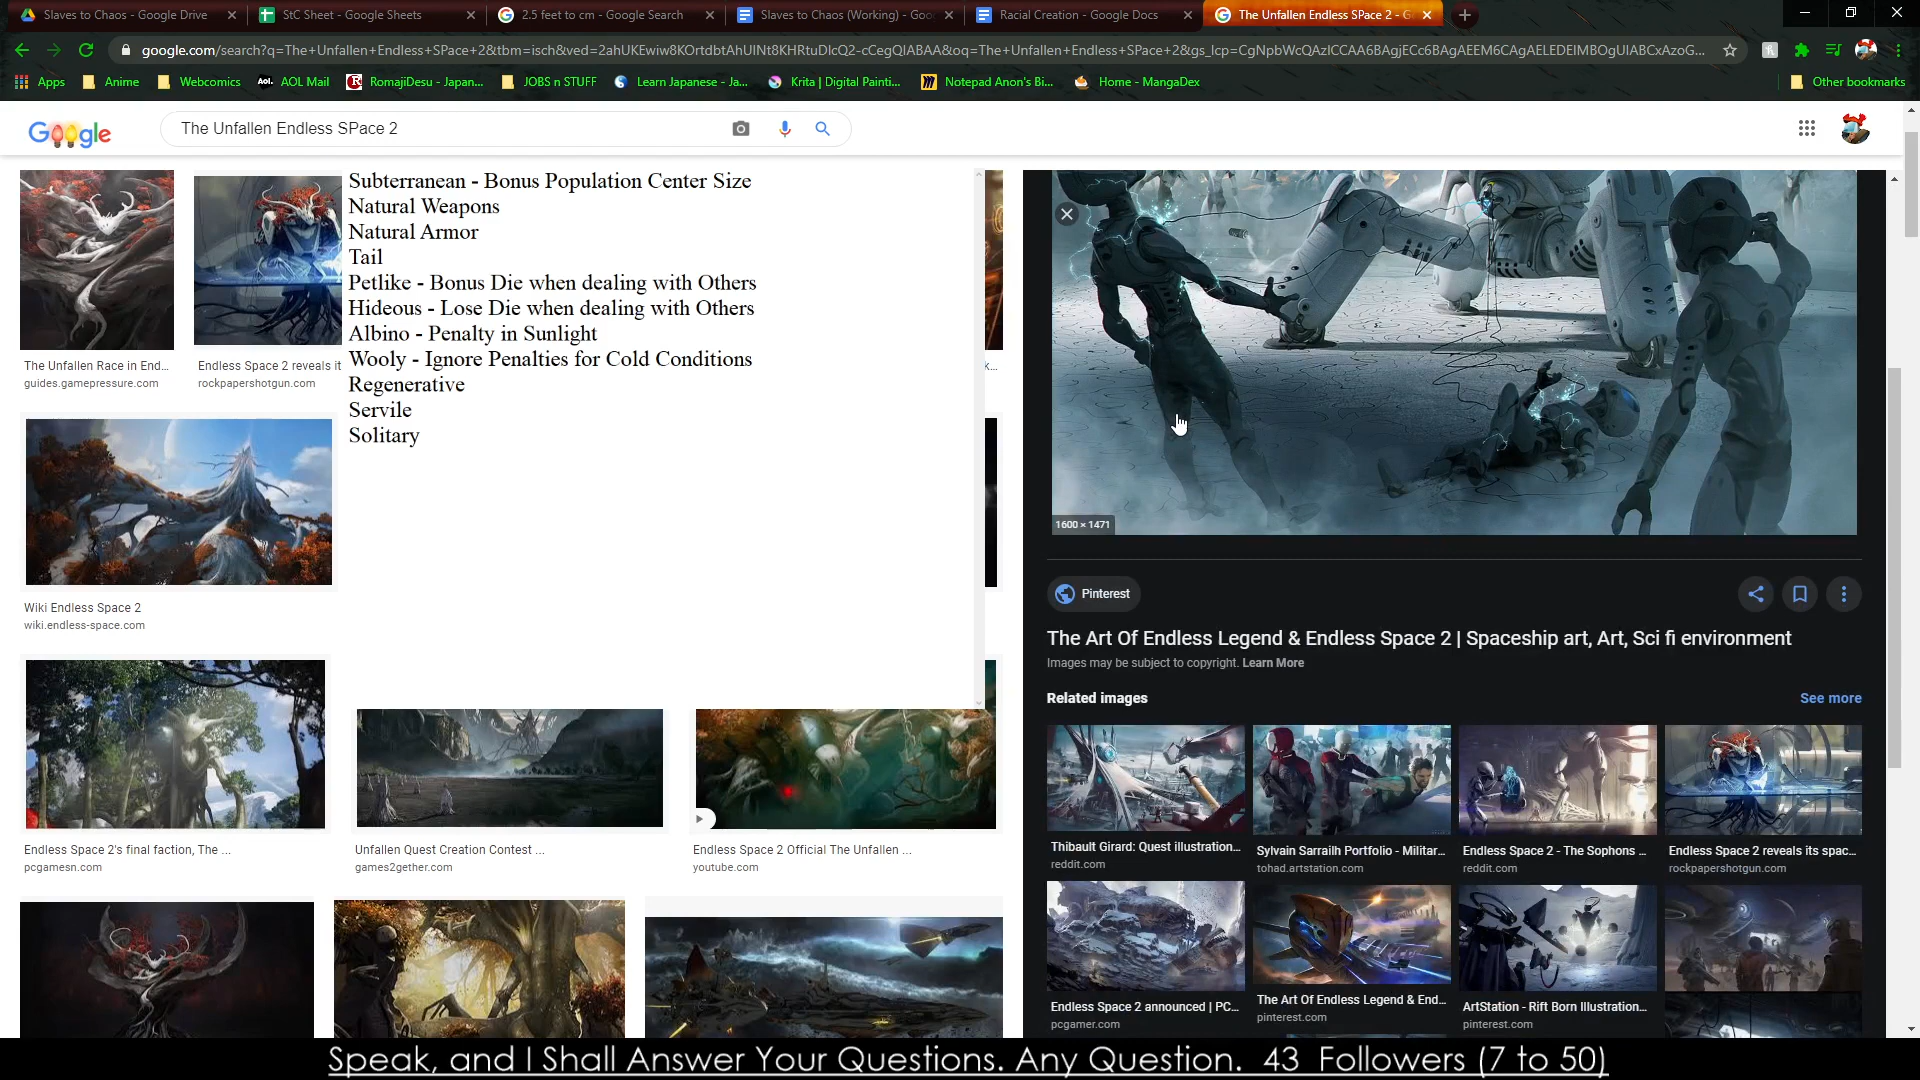 Slaves to Chaos - Google Drive
StC Sheet - Google Sheets
2.5 feet to cm - Google Search
Slaves to Chaos (Working) - Goo
Racial Creation - Google Docs
The Unfallen Endless SPace 2 - G
google.com/search?q=The+Unfallen+Endless+SPace+2&tbm=isch&ved=2ahUKEwiw8KOrtdbtAhUINt8KHRtuDlcQ2-cCegQIABAA&oq=The+Unfallen+Endless+SPace+2&gs_lcp=CgNpbWcQAzICCAA6BAgjECc6BAgAEEM6CAgAELEDEIMBOgUIABCxAzoG...
Apps
Anime
Webcomics
Aol. AOL Mail
RomajiDesu - Japan...
JOBS n STUFF
Learn Japanese - Ja...
Krita | Digital Painti...
Notepad Anon's Bi...
Home - MangaDex
Other bookmarks
Google
The Unfallen Endless SPace 2
Subterranean - Bonus Population Center Size
Natural Weapons
Natural Armor
Tail
Petlike - Bonus Die when dealing with Others
Hideous - Lose Die when dealing with Others
Albino - Penalty in Sunlight
Wooly - Ignore Penalties for Cold Conditions
Regenerative
Servile
Solitary
The Unfallen Race in End...
guides.gamepressure.com
Endless Space 2 reveals it
rockpapershotgun.com
k...
Wiki Endless Space 2
wiki.endless-space.com
Endless Space 2's final faction, The ...
pcgamesn.com
Unfallen Quest Creation Contest ...
games2gether.com
Endless Space 2 Official The Unfallen ...
youtube.com
1600 × 1471
Pinterest
The Art Of Endless Legend & Endless Space 2 | Spaceship art, Art, Sci fi environment
Images may be subject to copyright. Learn More
Related images
See more
Thibault Girard: Quest illustration...
reddit.com
Sylvain Sarrailh Portfolio - Militar...
tohad.artstation.com
Endless Space 2 - The Sophons ...
reddit.com
Endless Space 2 reveals its spac...
rockpapershotgun.com
Endless Space 2 announced | PC...
pcgamer.com
The Art Of Endless Legend & End...
pinterest.com
ArtStation - Rift Born Illustration...
pinterest.com
Speak, and I Shall Answer Your Questions. Any Question. 43 Followers (7 to 50)